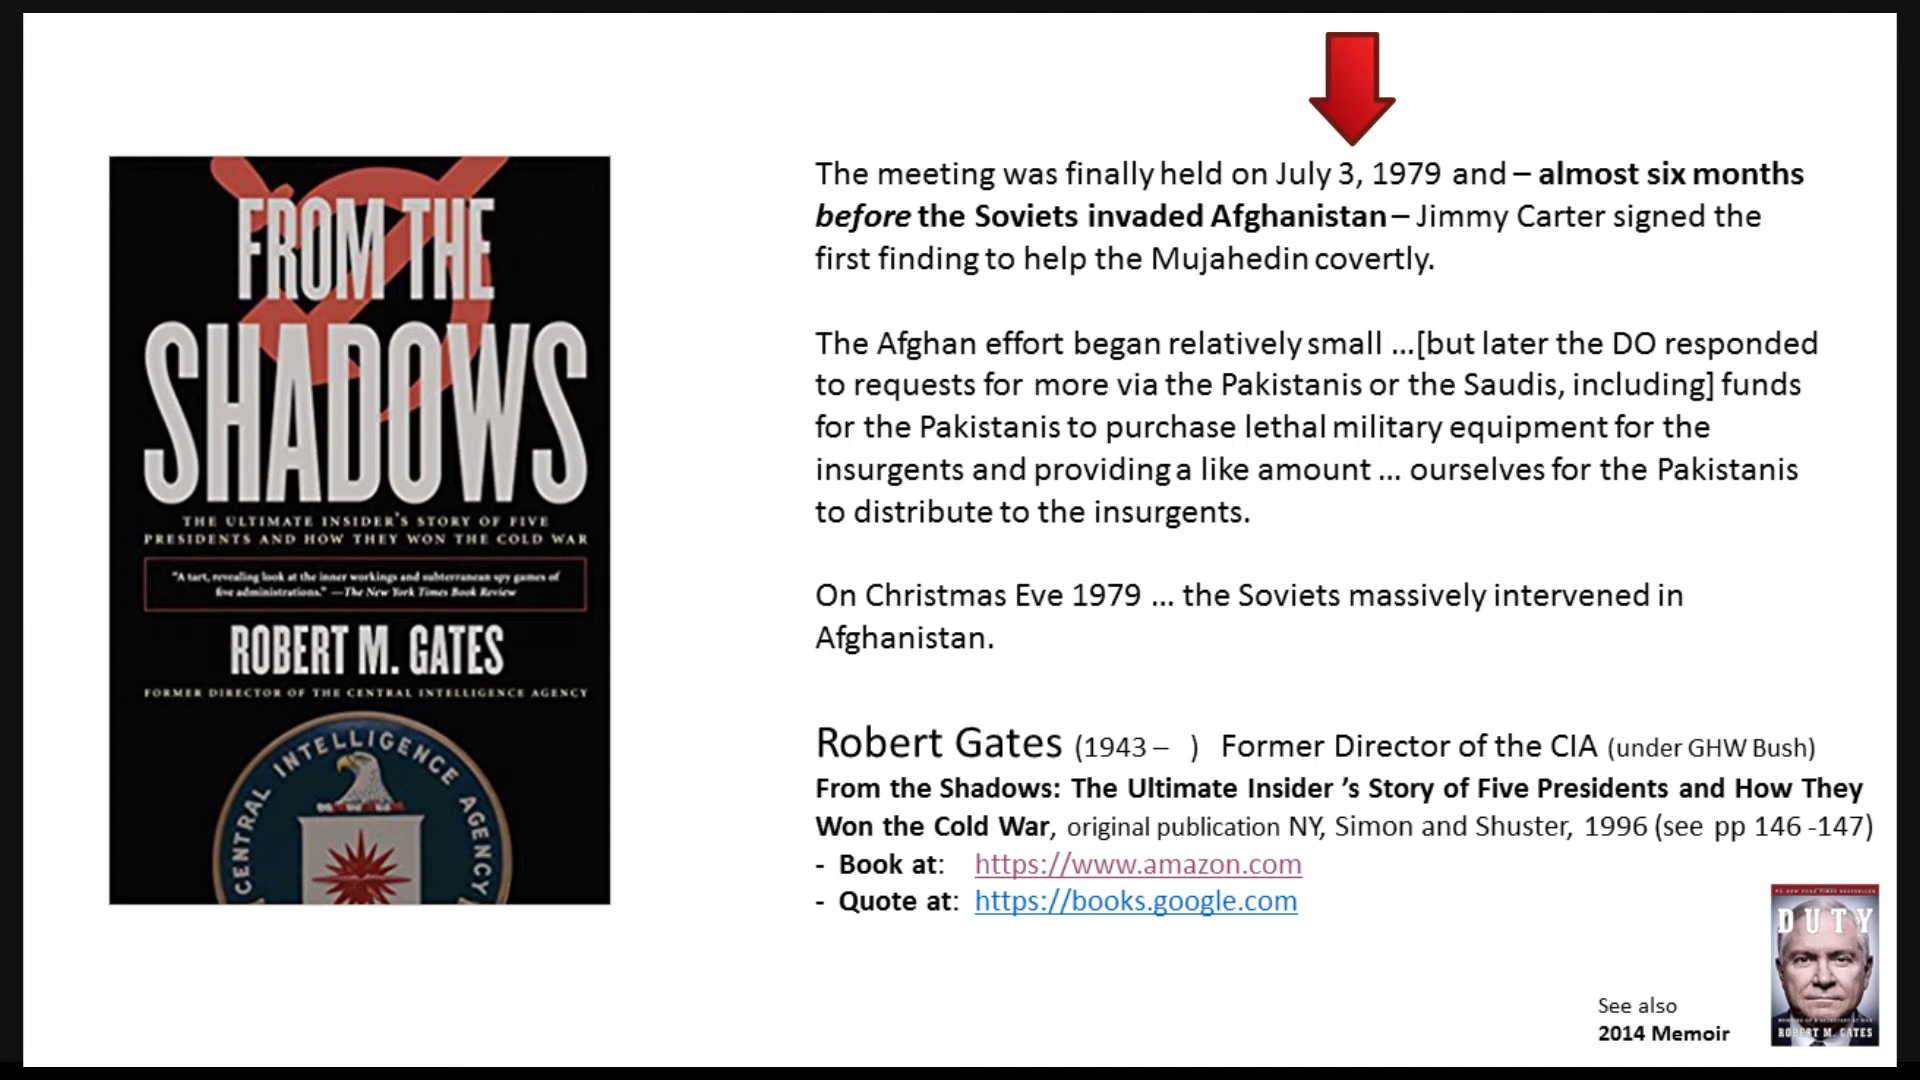 FROM THE
SHADOWS
THE ULTIMATE INSIDER'S STORY OF FIVE
PRESIDENTS AND HOW THEY WON THE COLD WAR
"A tart, revealing look at the inner workings and subterranean spy games of
five administrations." —The New York Times Book Review
ROBERT M. GATES
FORMER DIRECTOR OF THE CENTRAL INTELLIGENCE AGENCY
CENTRAL INTELLIGENCE AGENCY
The meeting was finally held on July 3, 1979 and – almost six months
before the Soviets invaded Afghanistan – Jimmy Carter signed the
first finding to help the Mujahedin covertly.
The Afghan effort began relatively small ...[but later the DO responded
to requests for more via the Pakistanis or the Saudis, including] funds
for the Pakistanis to purchase lethal military equipment for the
insurgents and providing a like amount ... ourselves for the Pakistanis
to distribute to the insurgents.
On Christmas Eve 1979 ... the Soviets massively intervened in
Afghanistan.
Robert Gates (1943 – ) Former Director of the CIA (under GHW Bush)
From the Shadows: The Ultimate Insider 's Story of Five Presidents and How They
Won the Cold War, original publication NY, Simon and Shuster, 1996 (see pp 146 -147)
- Book at: https://www.amazon.com
- Quote at: https://books.google.com
See also
2014 Memoir
#1 NEW YORK TIMES BESTSELLER
DUTY
MEMOIRS OF A SECRETARY AT WAR
ROBERT M. GATES